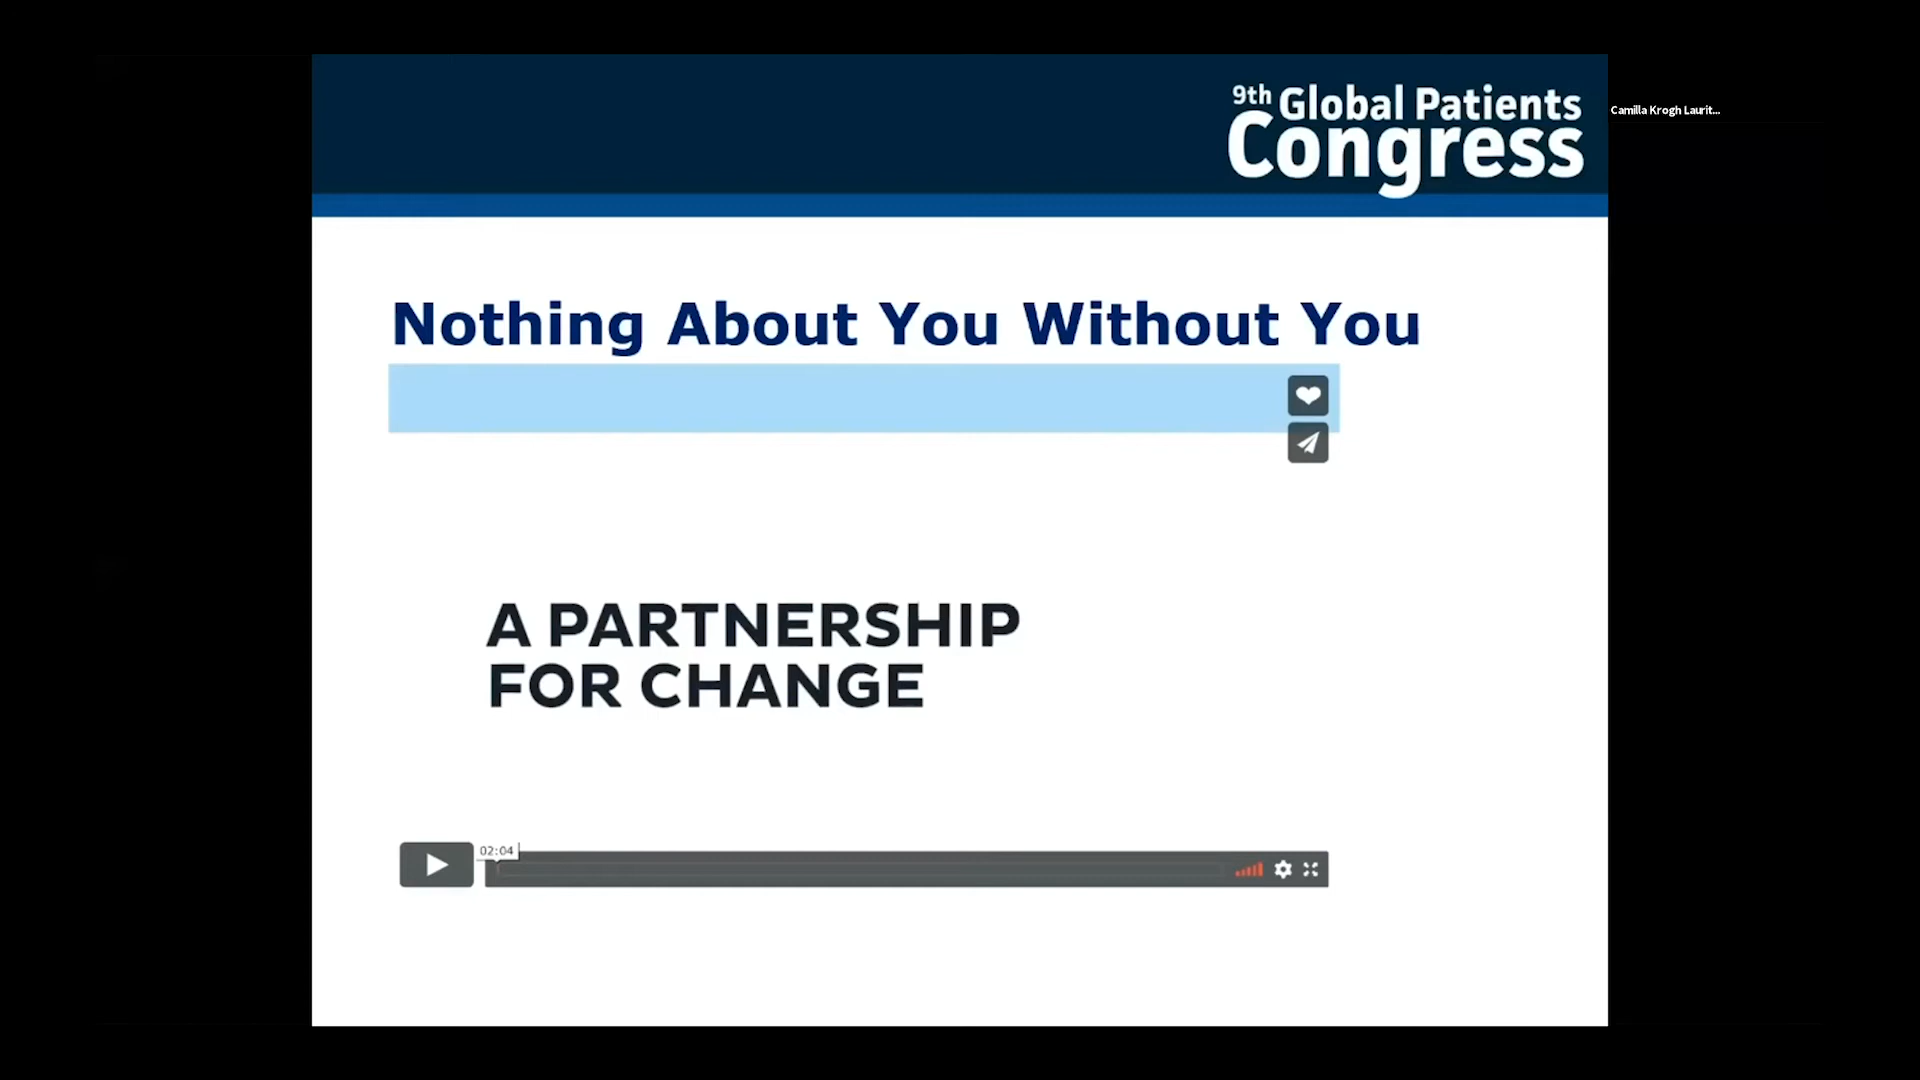 9th Global Patients
Congress
Camilla Krogh Laurit...
Nothing About You Without You
A PARTNERSHIP
FOR CHANGE
02:04